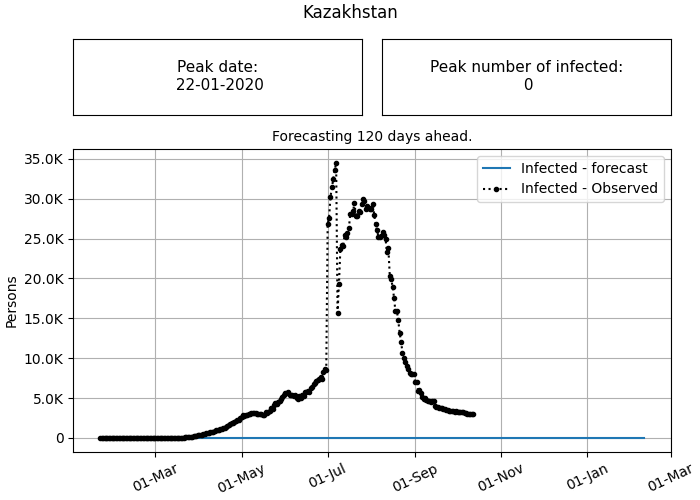 Kazakhstan
Peak date:
22-01-2020
Peak number of infected:
0
Forecasting 120 days ahead.
Infected - forecast
Infected - Observed
Persons
35.0K
30.0K
25.0K
20.0K
15.0K
10.0K
5.0K
0
01-Mar
01-May
01-Jul
01-Sep
01-Nov
01-Jan
01-Mar